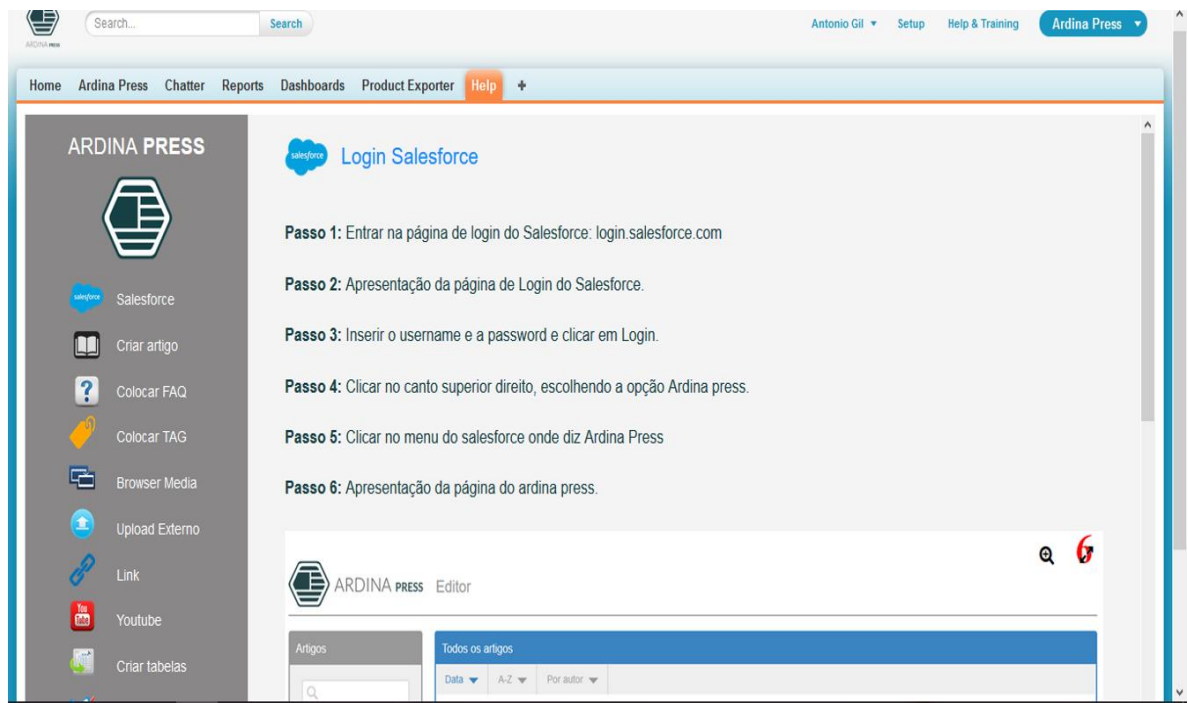 Search...
Search
Antonio Gil
Setup
Help & Training
Ardina Press
ARDINA PRESS
Home Ardina Press Chatter Reports Dashboards Product Exporter Help +
ARDINA PRESS
salesforce
Login Salesforce
Passo 1: Entrar na página de login do Salesforce: login.salesforce.com
Passo 2: Apresentação da página de Login do Salesforce.
Passo 3: Inserir o username e a password e clicar em Login.
Passo 4: Clicar no canto superior direito, escolhendo a opção Ardina press.
Passo 5: Clicar no menu do salesforce onde diz Ardina Press
Passo 6: Apresentação da página do ardina press.
salesforce
Salesforce
Criar artigo
Colocar FAQ
Colocar TAG
Browser Media
Upload Externo
Link
You Tube
Youtube
Criar tabelas
6
ARDINA PRESS Editor
Artigos
Todos os artigos
Data A-Z Por autor